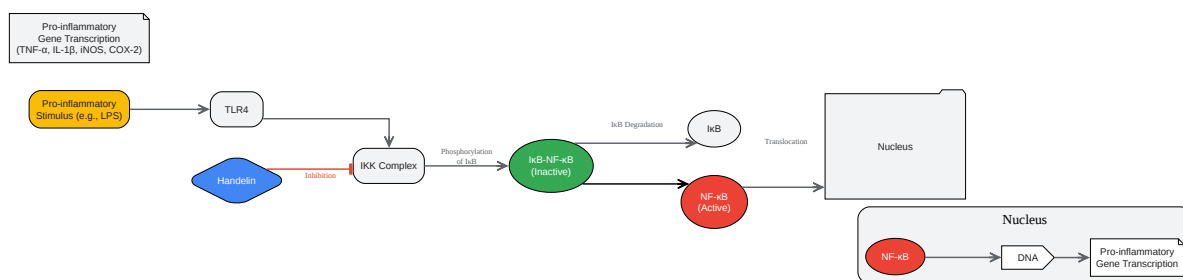 Pro-inflammatory
Gene Transcription
(TNF-α, IL-1β, iNOS, COX-2)
Pro-inflammatory
Stimulus (e.g., LPS)
TLR4
Handelin
Inhibition
IKK Complex
Phosphorylation
of IκB
IκB-NF-κB
(Inactive)
IκB Degradation
IκB
NF-κB
(Active)
Translocation
Nucleus
Nucleus
NF-κB
DNA
Pro-inflammatory
Gene Transcription